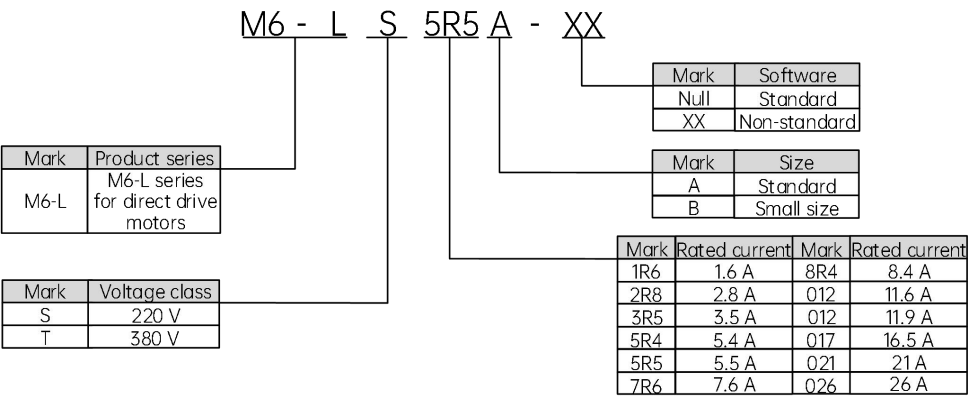 M6 - L S 5R5 A - XX
Mark Software
Null Standard
XX Non-standard
Mark Product series
M6-L M6-L series
for direct drive
motors
Mark Size
A Standard
B Small size
Mark Voltage class
S 220 V
T 380 V
Mark Rated current Mark Rated current
1R6 1.6 A 8R4 8.4 A
2R8 2.8 A 012 11.6 A
3R5 3.5 A 012 11.9 A
5R4 5.4 A 017 16.5 A
5R5 5.5 A 021 21 A
7R6 7.6 A 026 26 A